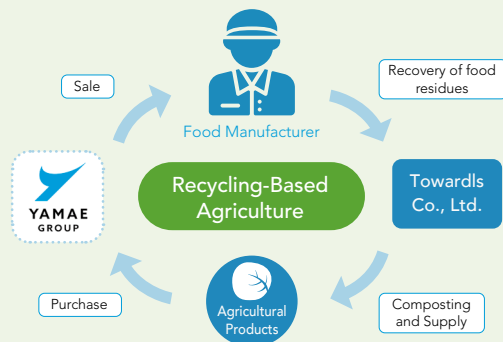 Sale
Recovery of food
residues
Food Manufacturer
Recycling-Based
Agriculture
YAMAE
GROUP
Towardls
Co., Ltd.
Purchase
Agricultural
Products
Composting
and Supply